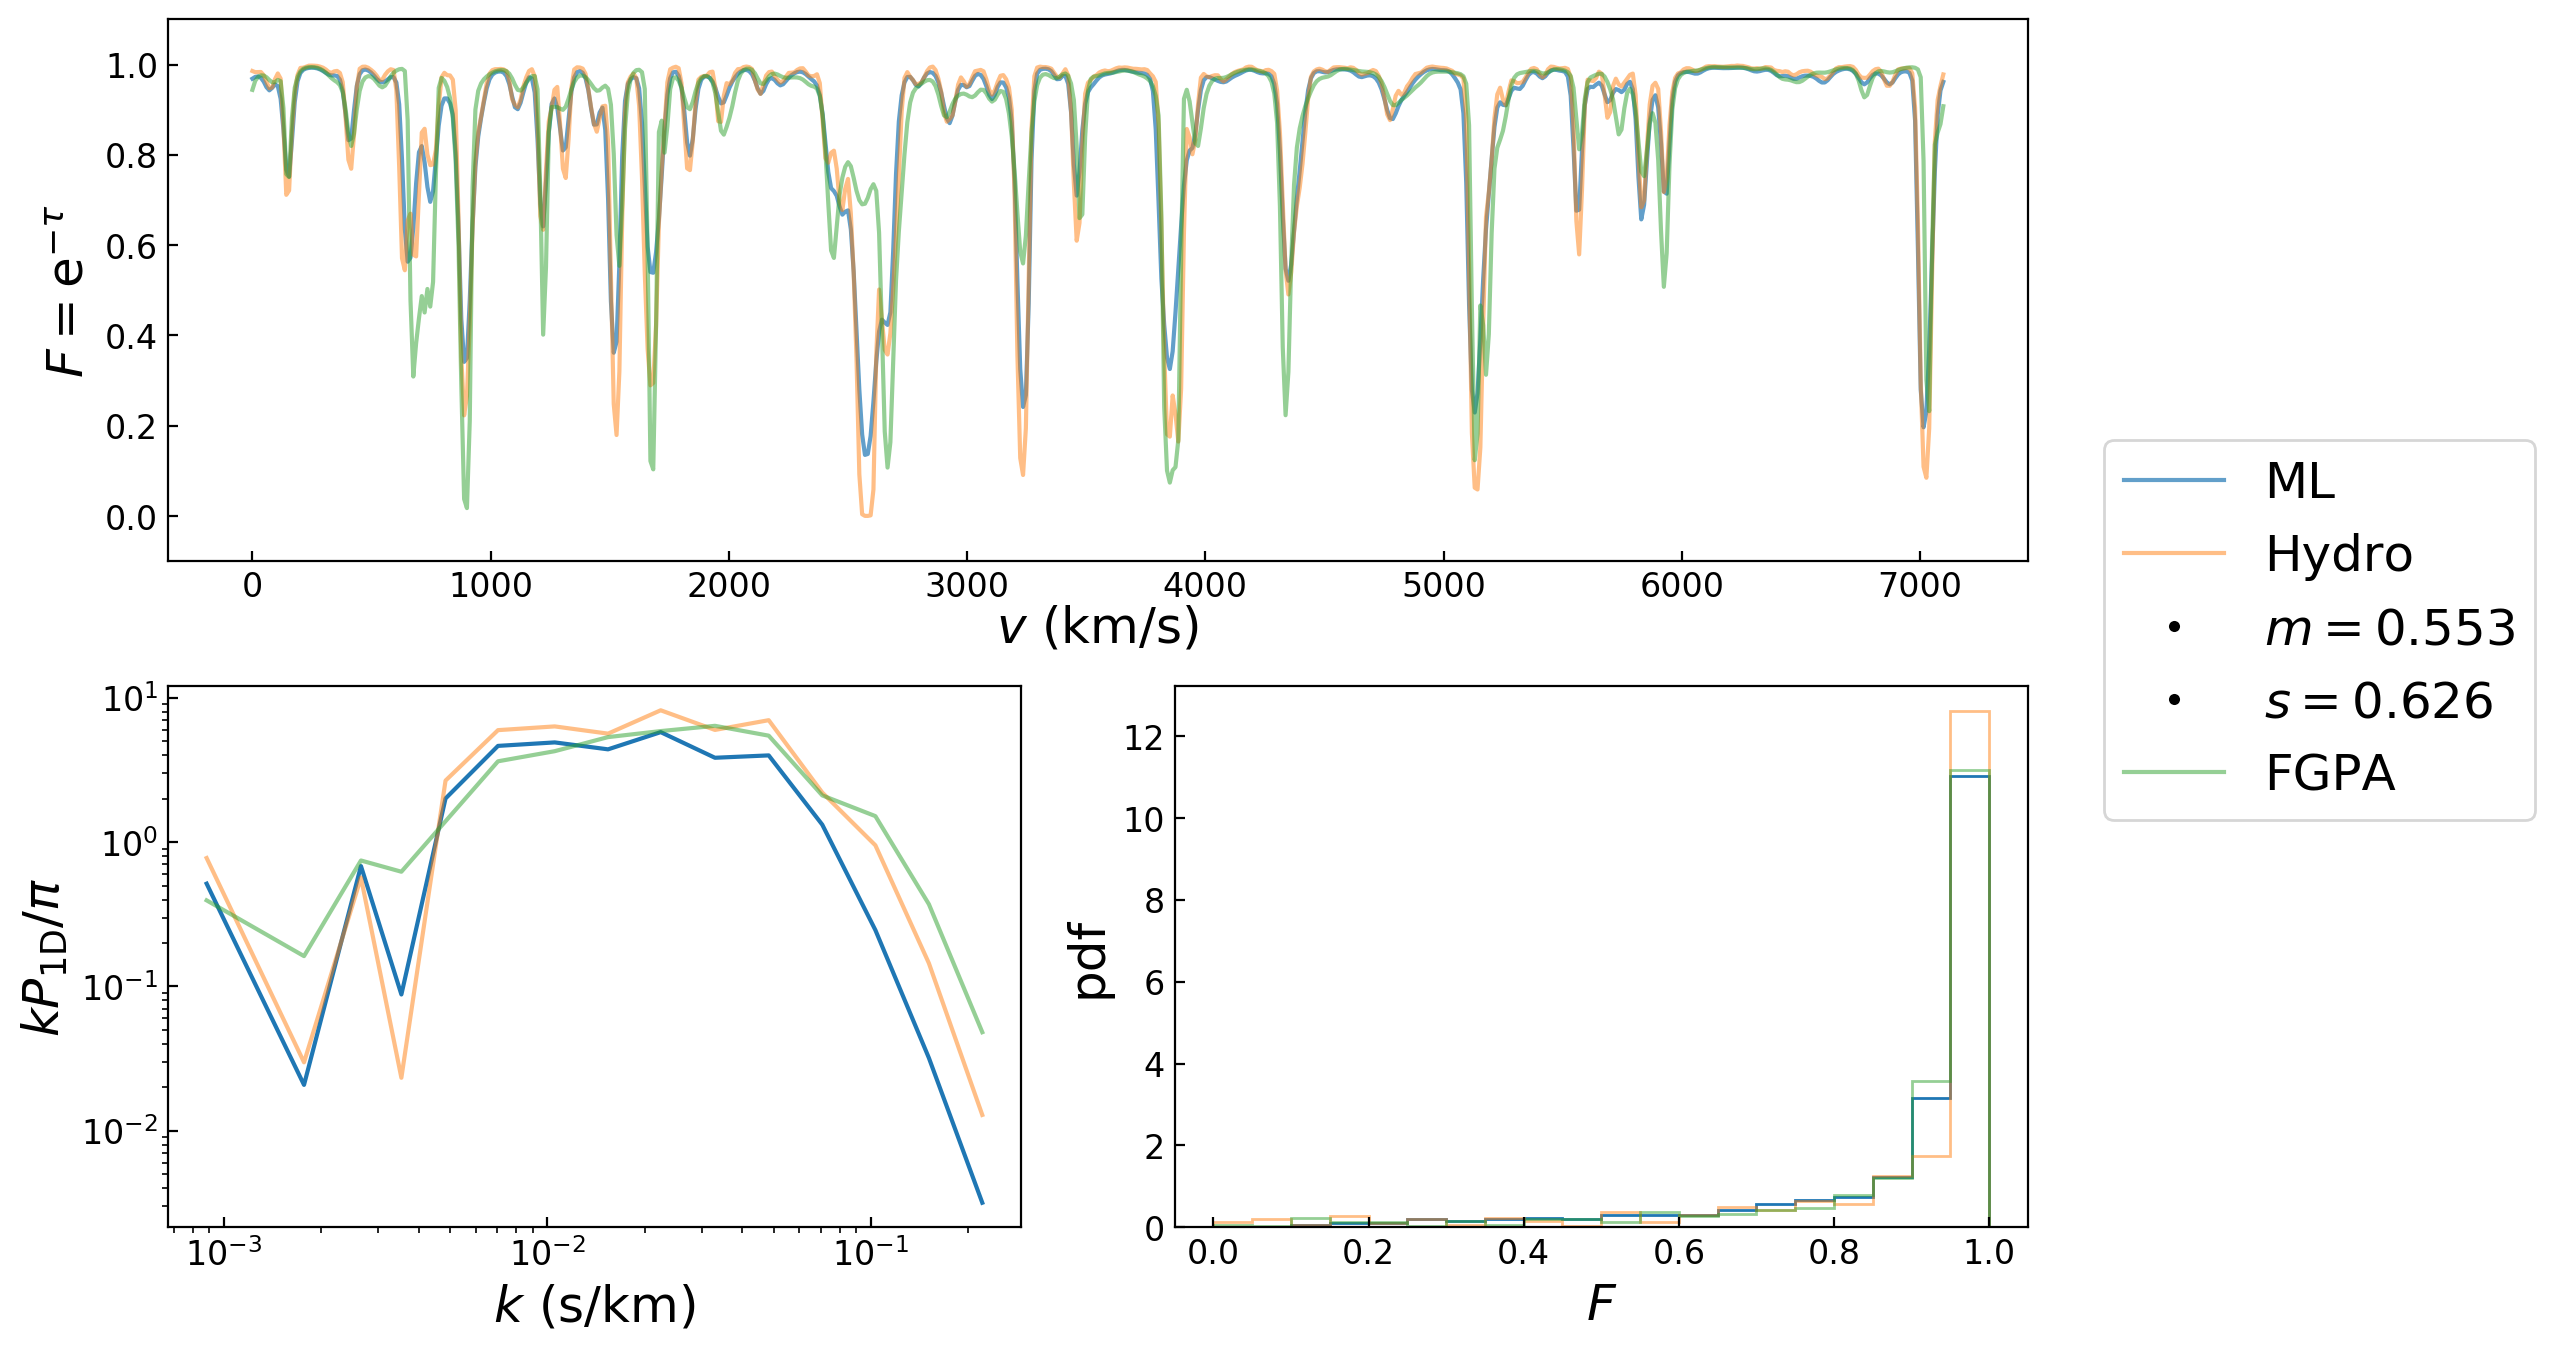 F = e^{−τ}
1.0
0.8
0.6
0.4
0.2
0.0
0 1000 2000 3000 4000 5000 6000 7000
v (km/s)
ML
Hydro
m = 0.553
s = 0.626
FGPA
kP_{1D}/π
10^1
10^0
10^{−1}
10^{−2}
10^{−3} 10^{−2} 10^{−1}
k (s/km)
pdf
12
10
8
6
4
2
0
0.0 0.2 0.4 0.6 0.8 1.0
F